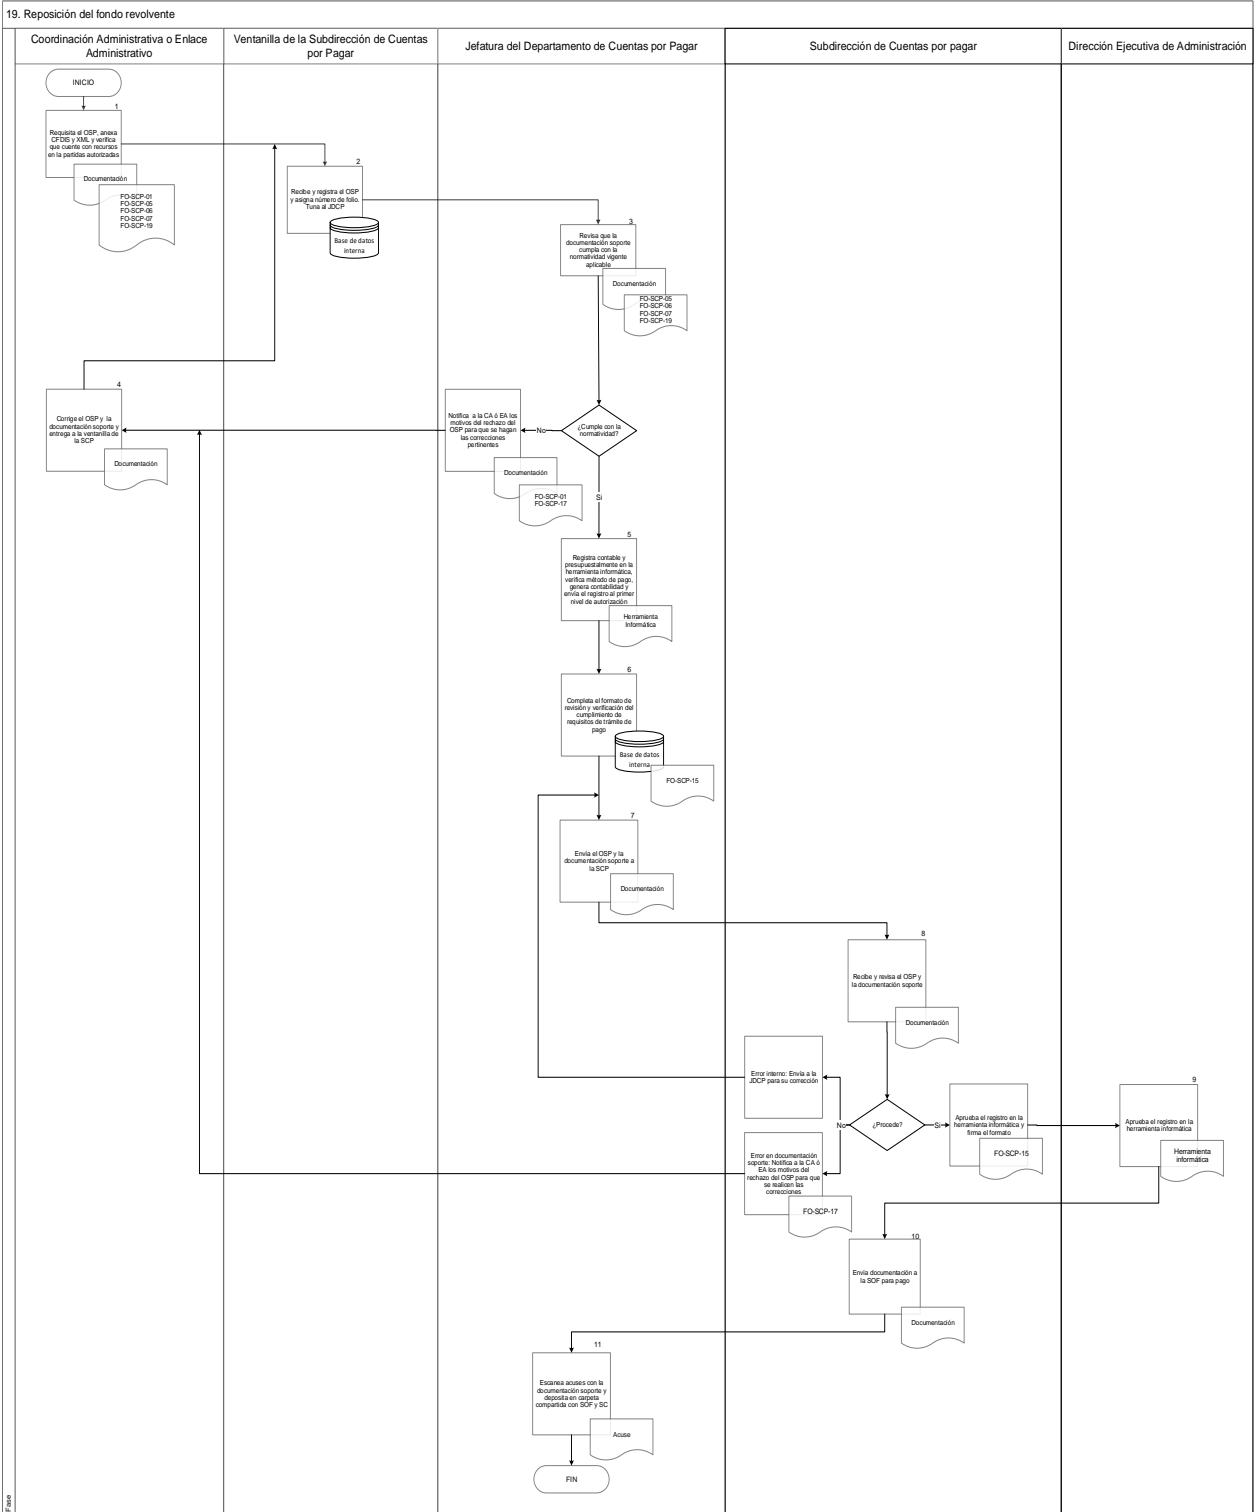 19. Reposición del fondo revolvente
Coordinación Administrativa o Enlace
Administrativo
Ventanilla de la Subdirección de Cuentas
por Pagar
Jefatura del Departamento de Cuentas por Pagar
Subdirección de Cuentas por pagar
Dirección Ejecutiva de Administración
INICIO
1
Requisita el OSP, anexa
CFDIS y XML y verifica
que cuente con recursos
en la partidas autorizadas
Documentación
FO-SCP-01
FO-SCP-05
FO-SCP-06
FO-SCP-07
FO-SCP-19
2
Recibe y registra el OSP
y asigna número de folio.
Tuna al JDCP
Base de datos
interna
3
Revisa que la
documentación soporte
cumpla con la
normatividad vigente
aplicable
Documentación
FO-SCP-05
FO-SCP-06
FO-SCP-07
FO-SCP-19
4
Corrige el OSP y la
documentación soporte y
entrega a la ventanilla de
la SCP
Documentación
Notifica a la CA ó EA los
motivos del rechazo del
OSP para que se hagan
las correcciones
pertinentes
Documentación
FO-SCP-01
FO-SCP-17
No
¿Cumple con la
normatividad?
Si
5
Registra contable y
presupuestalmente en la
herramienta informática,
verifica método de pago,
genera contabilidad y
envía el registro al primer
nivel de autorización
Herramienta
Informática
6
Completa el formato de
revisión y verificación del
cumplimiento de
requisitos de trámite de
pago
Base de datos
interna
FO-SCP-15
7
Envía el OSP y la
documentación soporte a
la SCP
Documentación
8
Recibe y revisa el OSP y
la documentación soporte
Documentación
Error interno: Envía a la
JDCP para su corrección
No
¿Procede?
Si
Aprueba el registro en la
herramienta informática y
firma el formato
FO-SCP-15
9
Aprueba el registro en la
herramienta informática
Herramienta
informática
Error en documentación
soporte: Notifica a la CA ó
EA los motivos del
rechazo del OSP para que
se realicen las
correcciones
FO-SCP-17
10
Envía documentación a
la SOF para pago
Documentación
11
Escanea acuses con la
documentación soporte y
deposita en carpeta
compartida con SOF y SC
Acuse
FIN
Fase